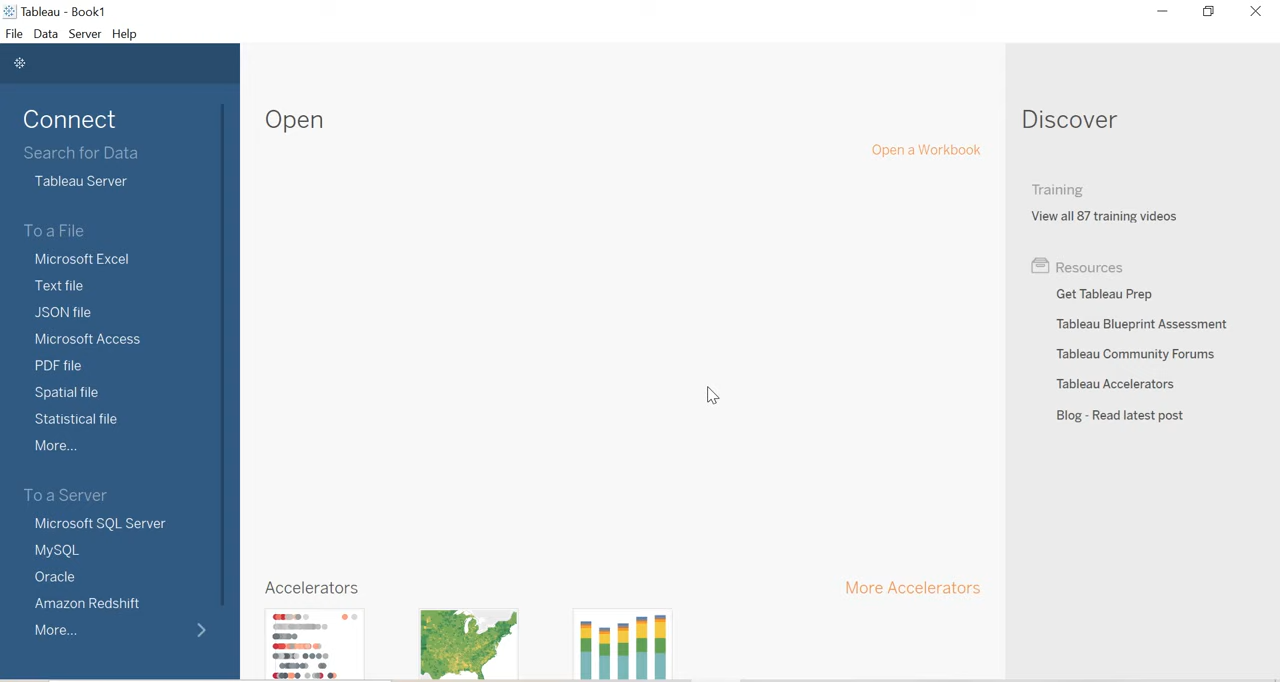 Tableau - Book1
File Data Server Help
Connect
Search for Data
Tableau Server
To a File
Microsoft Excel
Text file
JSON file
Microsoft Access
PDF file
Spatial file
Statistical file
More...
To a Server
Microsoft SQL Server
MySQL
Oracle
Amazon Redshift
More...
Open
Open a Workbook
Accelerators
More Accelerators
Discover
Training
View all 87 training videos
Resources
Get Tableau Prep
Tableau Blueprint Assessment
Tableau Community Forums
Tableau Accelerators
Blog - Read latest post